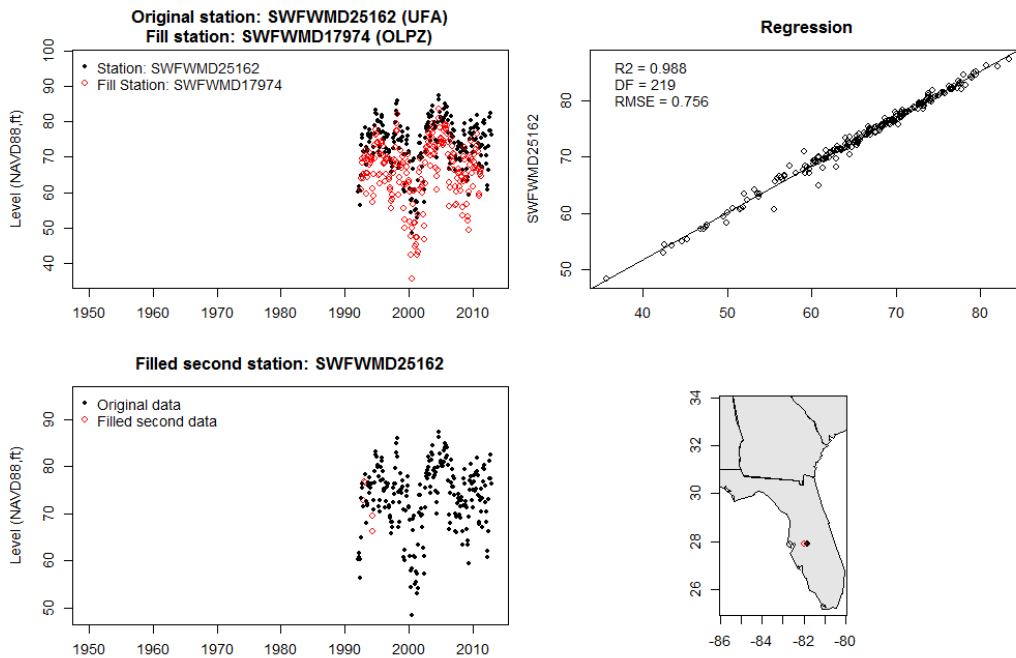 Original station: SWFWMD25162 (UFA)
Fill station: SWFWMD17974 (OLPZ)
Level (NAVD88,ft)
100
90
80
70
60
50
40
Station: SWFWMD25162
Fill Station: SWFWMD17974
1950 1960 1970 1980 1990 2000 2010
Regression
SWFWMD25162
80
70
60
50
R2 = 0.988
DF = 219
RMSE = 0.756
40 50 60 70 80
Filled second station: SWFWMD25162
Level (NAVD88,ft)
90
80
70
60
50
Original data
Filled second data
1950 1960 1970 1980 1990 2000 2010
34
32
30
28
26
-86 -84 -82 -80